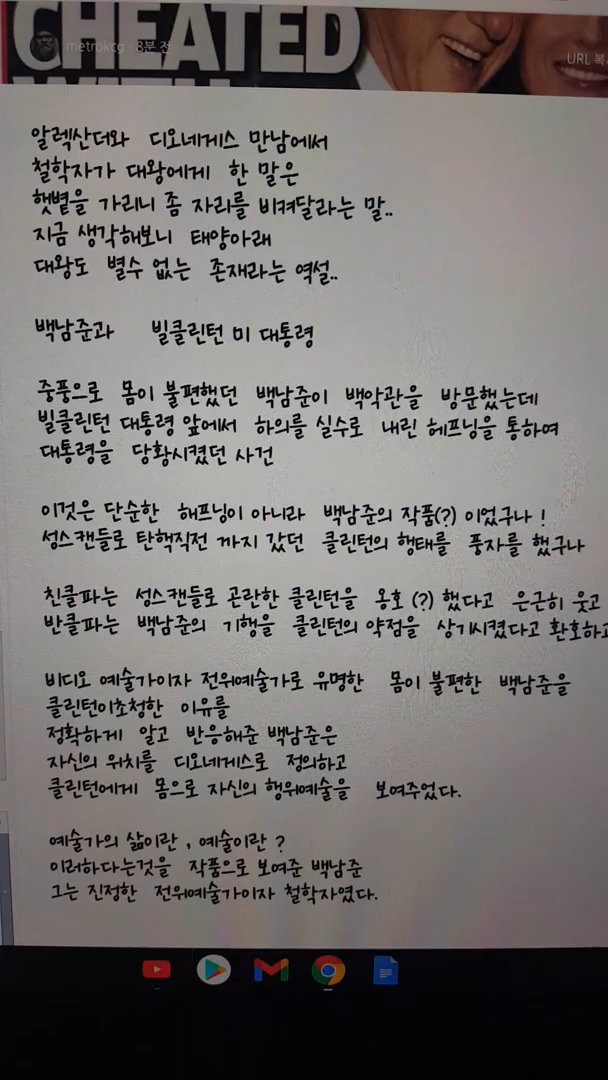 CHEATED
metrokcg · 8분 전
URL 복사
알렉산더와 디오네게스 만남에서
철학자가 대왕에게 한 말은
햇볕을 가리니 좀 자리를 비켜달라는 말..
지금 생각해보니 태양아래
대왕도 별수 없는 존재라는 역설..
백남준과 빌클린턴 미 대통령
중풍으로 몸이 불편했던 백남준이 백악관을 방문했는데
빌클린턴 대통령 앞에서 하의를 실수로 내린 헤프닝을 통하여
대통령을 당황시켰던 사건
이것은 단순한 해프닝이 아니라 백남준의 작품(?) 이었구나 !
성스캔들로 탄핵직전 까지 갔던 클린턴의 행태를 풍자를 했구나
친클파는 성스캔들로 곤란한 클린턴을 옹호 (?) 했다고 은근히 웃고
반클파는 백남준의 기행을 클린턴의 약점을 상기시켰다고 환호하고
비디오 예술가이자 전위예술가로 유명한 몸이 불편한 백남준을
클린턴이초청한 이유를
정확하게 알고 반응해준 백남준은
자신의 위치를 디오네게스로 정의하고
클린턴에게 몸으로 자신의 행위예술을 보여주었다.
예술가의 삶이란 , 예술이란 ?
이러하다는것을 작품으로 보여준 백남준
그는 진정한 전위예술가이자 철학자였다.